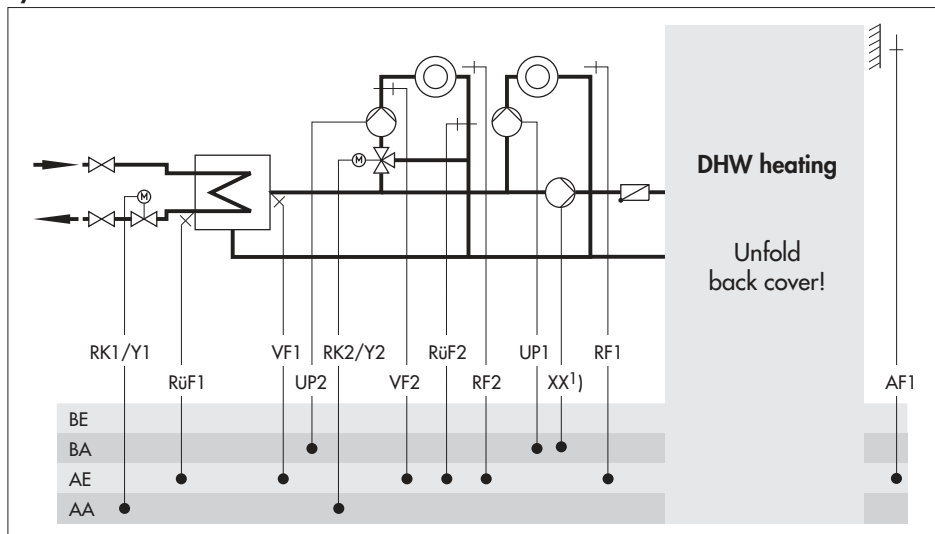 M
M
DHW heating
Unfold
back cover!
RK1/Y1
VF1
RK2/Y2
RüF2
UP1
RF1
RüF1
UP2
VF2
RF2
XX1)
AF1
BE
BA
AE
AA